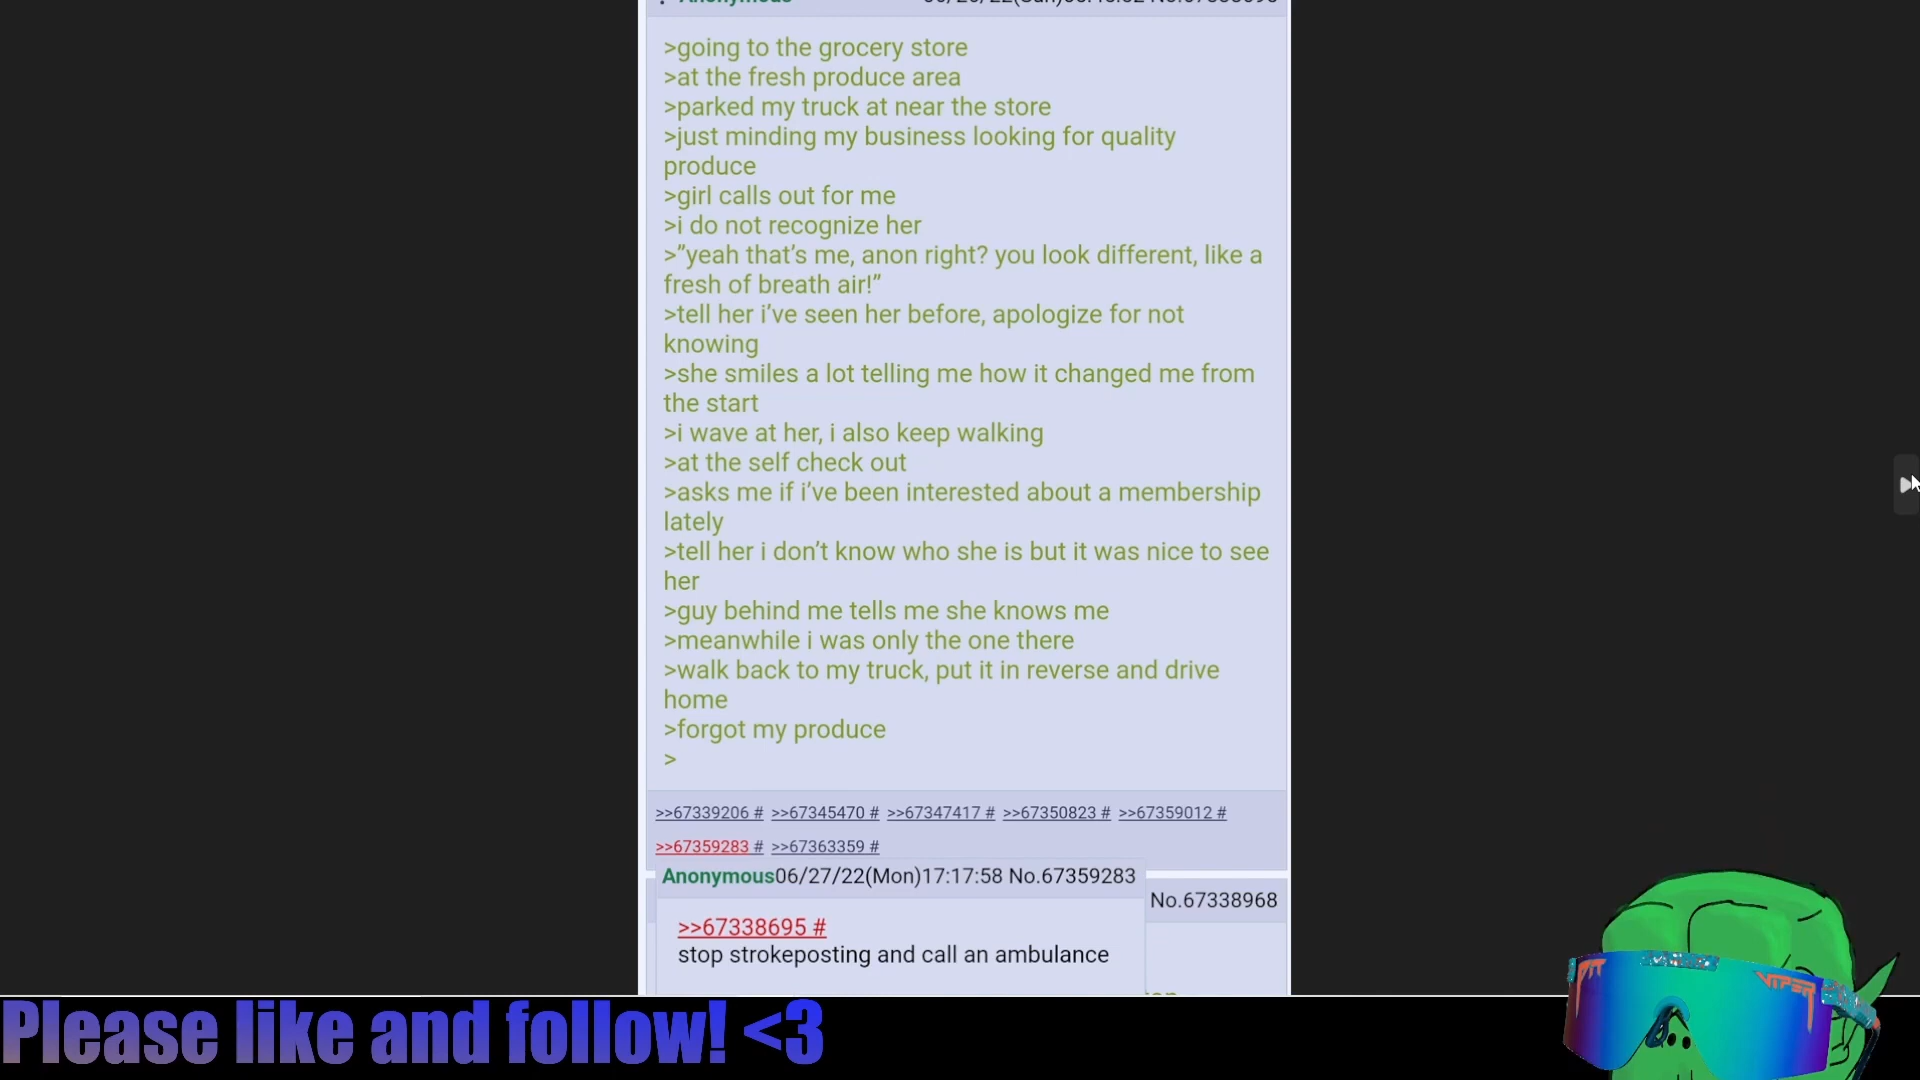 Anonymous
>going to the grocery store
>at the fresh produce area
>parked my truck at near the store
>just minding my business looking for quality
produce
>girl calls out for me
>i do not recognize her
>”yeah that’s me, anon right? you look different, like a
fresh of breath air!”
>tell her i’ve seen her before, apologize for not
knowing
>she smiles a lot telling me how it changed me from
the start
>i wave at her, i also keep walking
>at the self check out
>asks me if i’ve been interested about a membership
lately
>tell her i don’t know who she is but it was nice to see
her
>guy behind me tells me she knows me
>meanwhile i was only the one there
>walk back to my truck, put it in reverse and drive
home
>forgot my produce
>
>>67339206 # >>67345470 # >>67347417 # >>67350823 # >>67359012 #
>>67359283 # >>67363359 #
Anonymous06/27/22(Mon)17:17:58 No.67359283
No.67338968
>>67338695 #
stop strokeposting and call an ambulance
Please like and follow! <3
PIT
VIPER